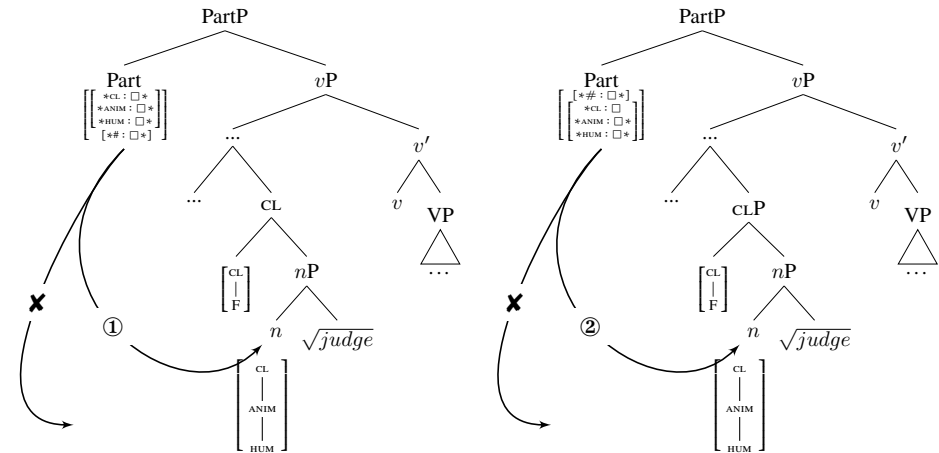 PartP PartP
Part vP Part vP
*CL : □ * [*# : □ *]
*ANIM : □ * *CL : □
*HUM : □ * *ANIM : □ *
[*# : □ *] *HUM : □ *
... v′ ... v′
... CL v VP ... CLP v VP
... ...
CL nP CL nP
F F
✘ ① n √judge ✘ ② n √judge
CL CL
ANIM ANIM
HUM HUM